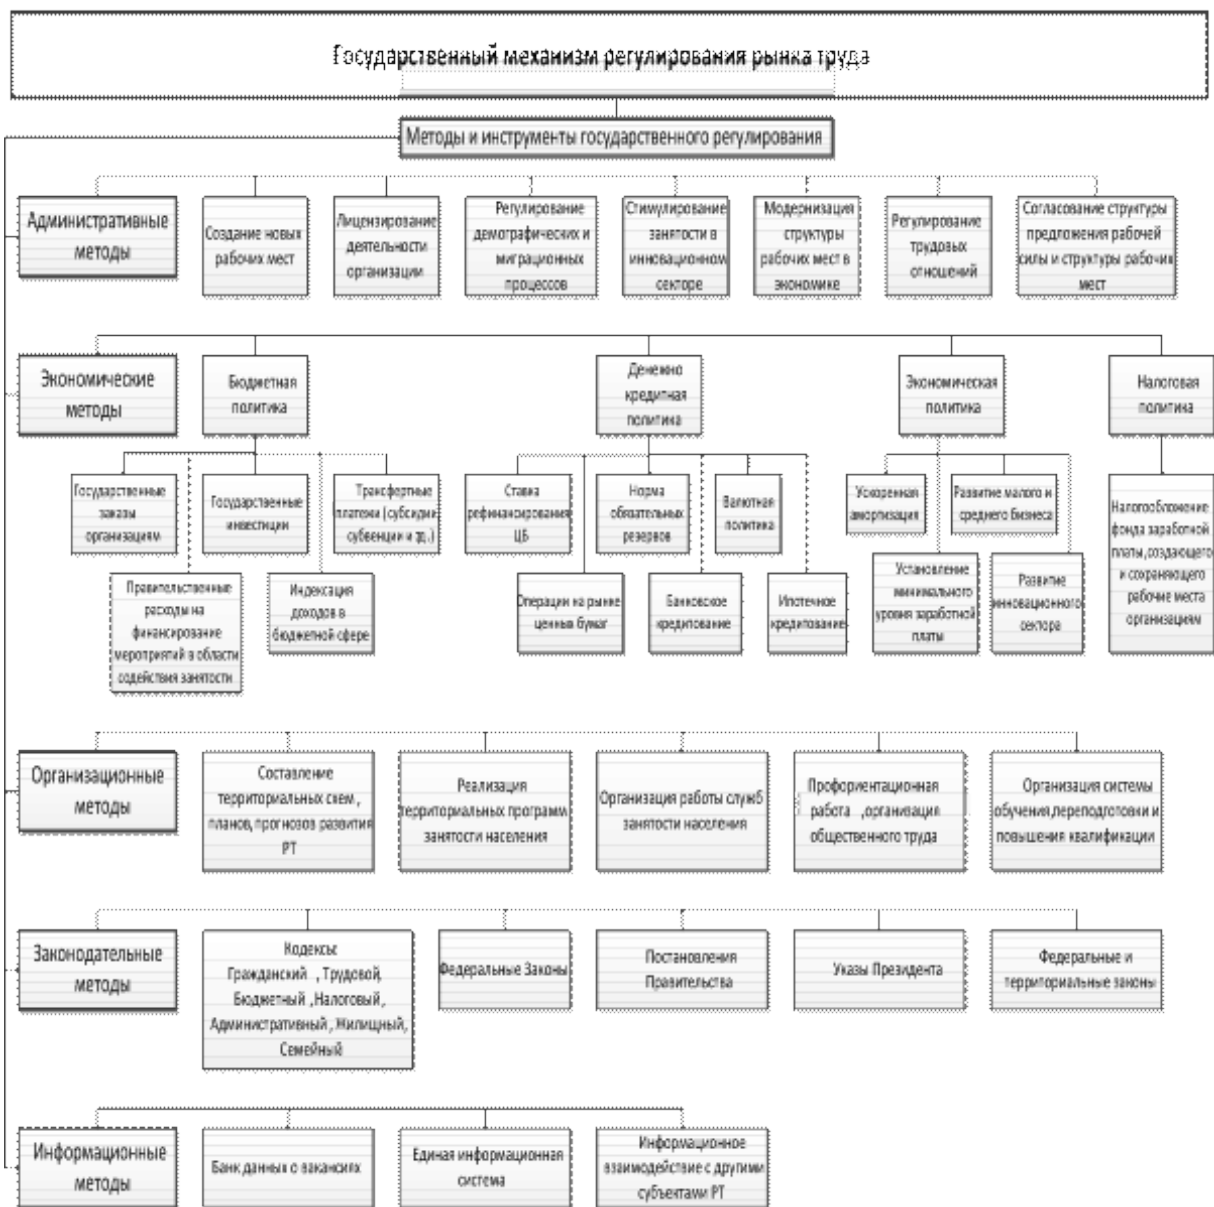 Государственный механизм регулирования рынка труда
Методы и инструменты государственного регулирования
Административные
методы
Создание новых
рабочих мест
Лицензирование
деятельности
организации
Регулирование
демографических и
миграционных
процессов
Стимулирование
занятости в
инновационном
секторе
Модернизация
структуры
рабочих мест в
экономике
Регулирование
трудовых
отношений
Согласование структуры
предложения рабочей
силы и структуры рабочих
мест
Экономические
методы
Бюджетная
политика
Денежно
кредитная
политика
Экономическая
политика
Налоговая
политика
Государственные
заказы
организациям
Государственные
инвестиции
Трансфертные
платежи (субсидии,
субвенции и др.)
Ставка
рефинансирования
ЦБ
Норма
обязательных
резервов
Валютная
политика
Ускоренная
амортизация
Развитие малого и
среднего бизнеса
Налогообложение
фонда заработной
платы, создающего
и сохраняющего
рабочие места
организациям
Правительственные
расходы на
финансирование
мероприятий в области
содействия занятости
Индексация
доходов в
бюджетной сфере
Операции на рынке
ценных бумаг
Банковское
кредитование
Ипотечное
кредитование
Установление
минимального
уровня заработной
платы
Развитие
инновационного
сектора
Организационные
методы
Составление
территориальных схем ,
планов, прогнозов развития
РТ
Реализация
территориальных программ
занятости населения
Организация работы служб
занятости населения
Профориентационная
работа ,организация
общественного труда
Организация системы
обучения,переподготовки и
повышения квалификации
Законодательные
методы
Кодексы:
Гражданский , Трудовой,
Бюджетный , Налоговый,
Административный , Жилищный,
Семейный
Федеральные Законы
Постановления
Правительства
Указы Президента
Федеральные и
территориальные законы
Информационные
методы
Банк данных о вакансиях
Единая информационная
система
Информационное
взаимодействие с другими
субъектами РТ